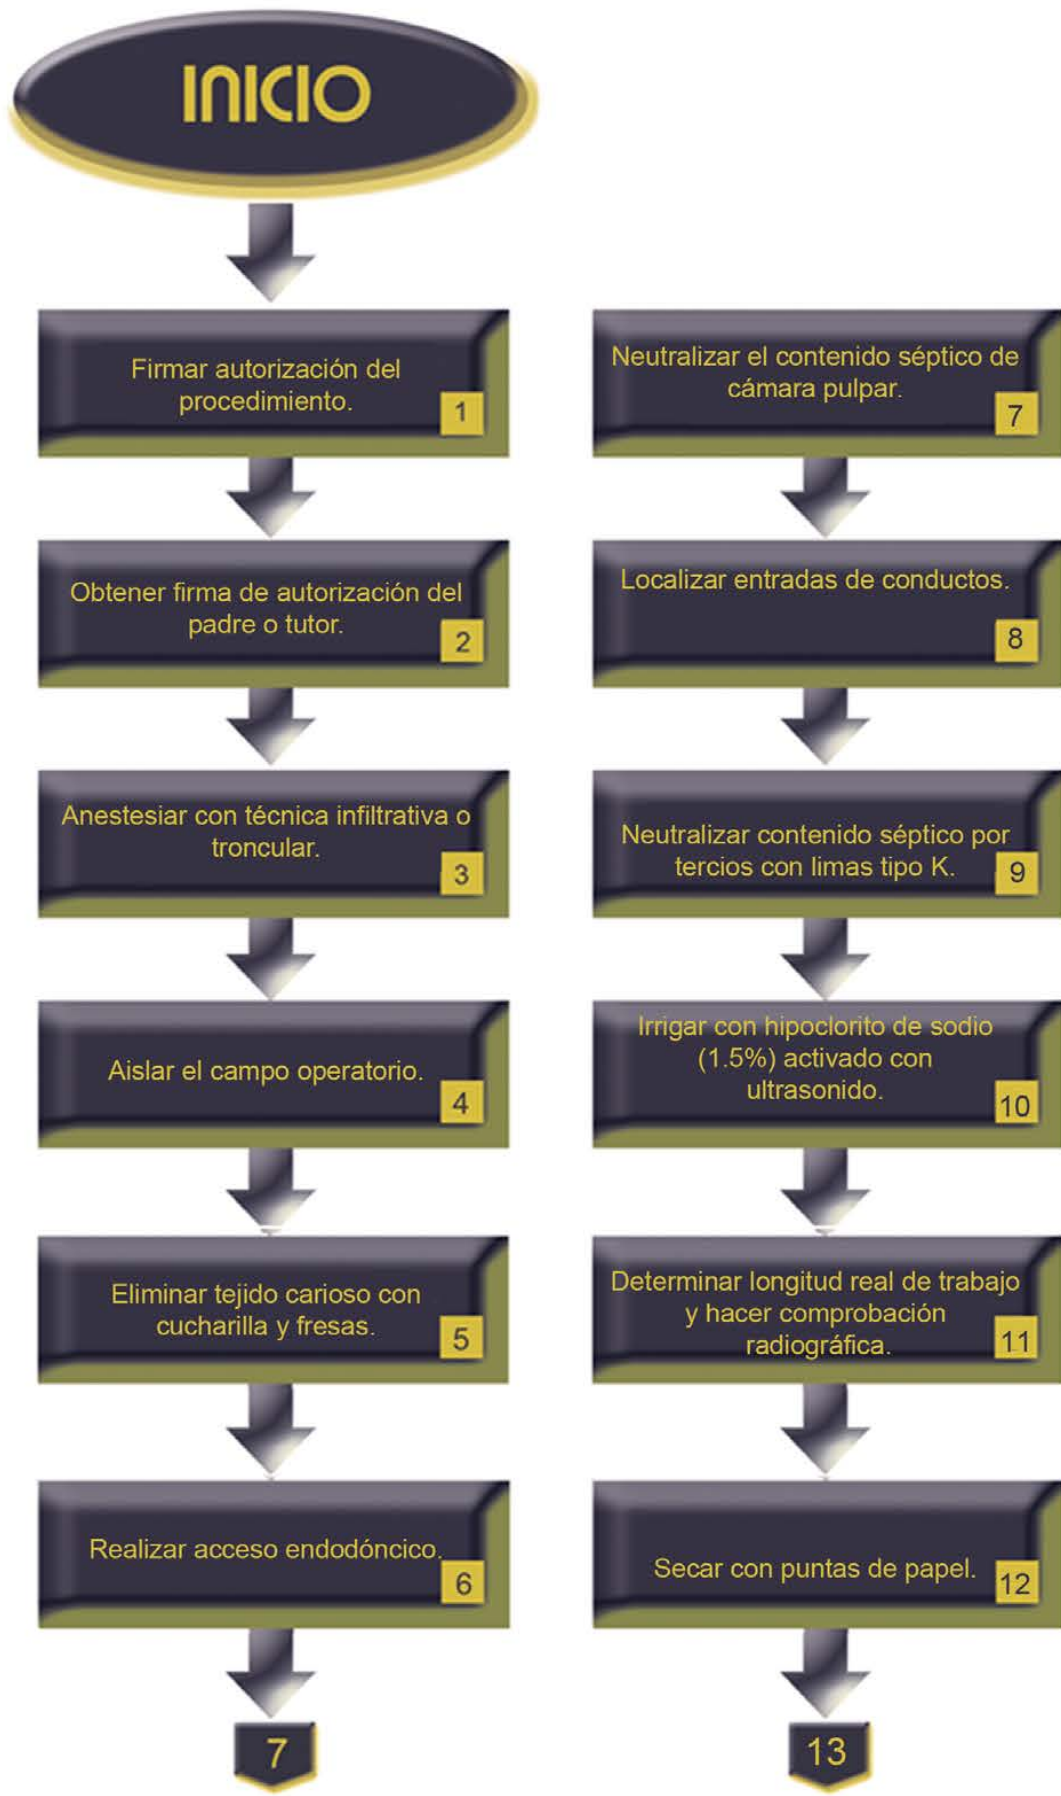 INICIO
Firmar autorización del
procedimiento.
1
Obtener firma de autorización del
padre o tutor.
2
Anestesiar con técnica infiltrativa o
troncular.
3
Aislar el campo operatorio.
4
Eliminar tejido carioso con
cucharilla y fresas.
5
Realizar acceso endodóncico.
6
7
Neutralizar el contenido séptico de
cámara pulpar.
7
Localizar entradas de conductos.
8
Neutralizar contenido séptico por
tercios con limas tipo K.
9
Irrigar con hipoclorito de sodio
(1.5%) activado con
ultrasonido.
10
Determinar longitud real de trabajo
y hacer comprobación
radiográfica.
11
Secar con puntas de papel.
12
13